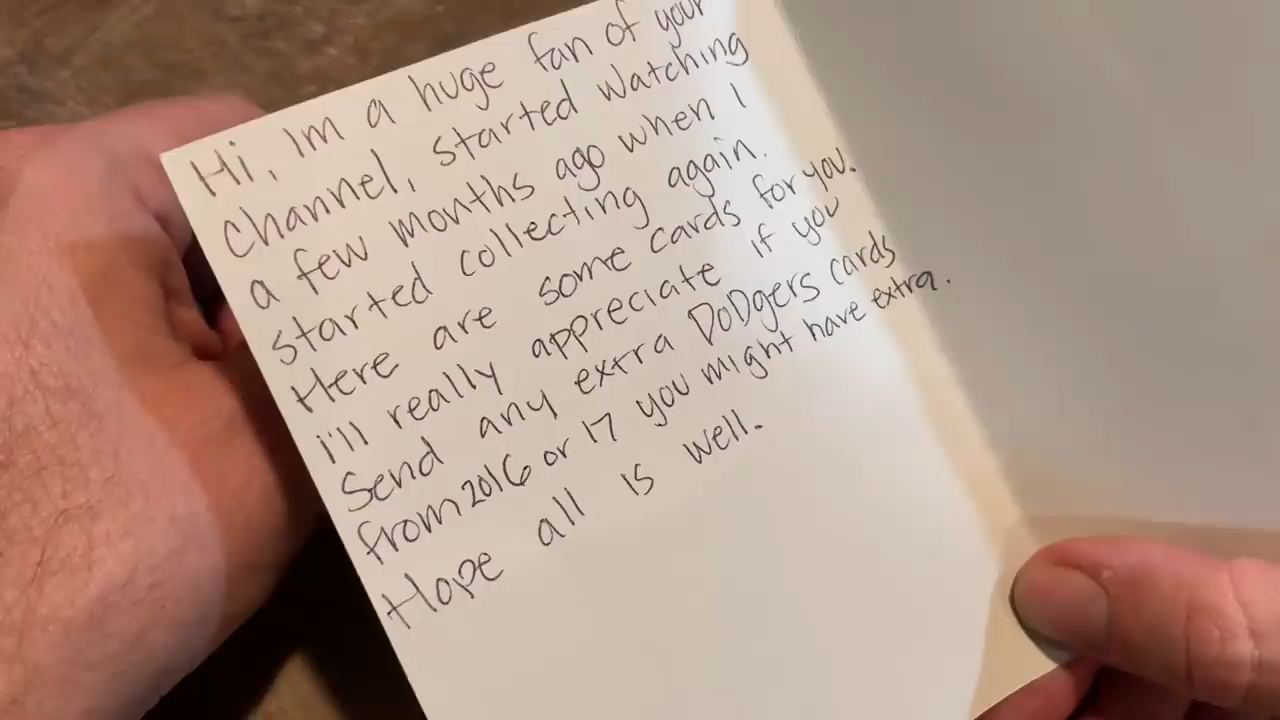 Hi, Im a huge fan of your
channel, started watching
a few months ago when I
started collecting again.
Here are some cards for you.
i'll really appreciate if you
Send any extra DoDgers cards
from 2016 or 17 you might have extra.
Hope all is well.